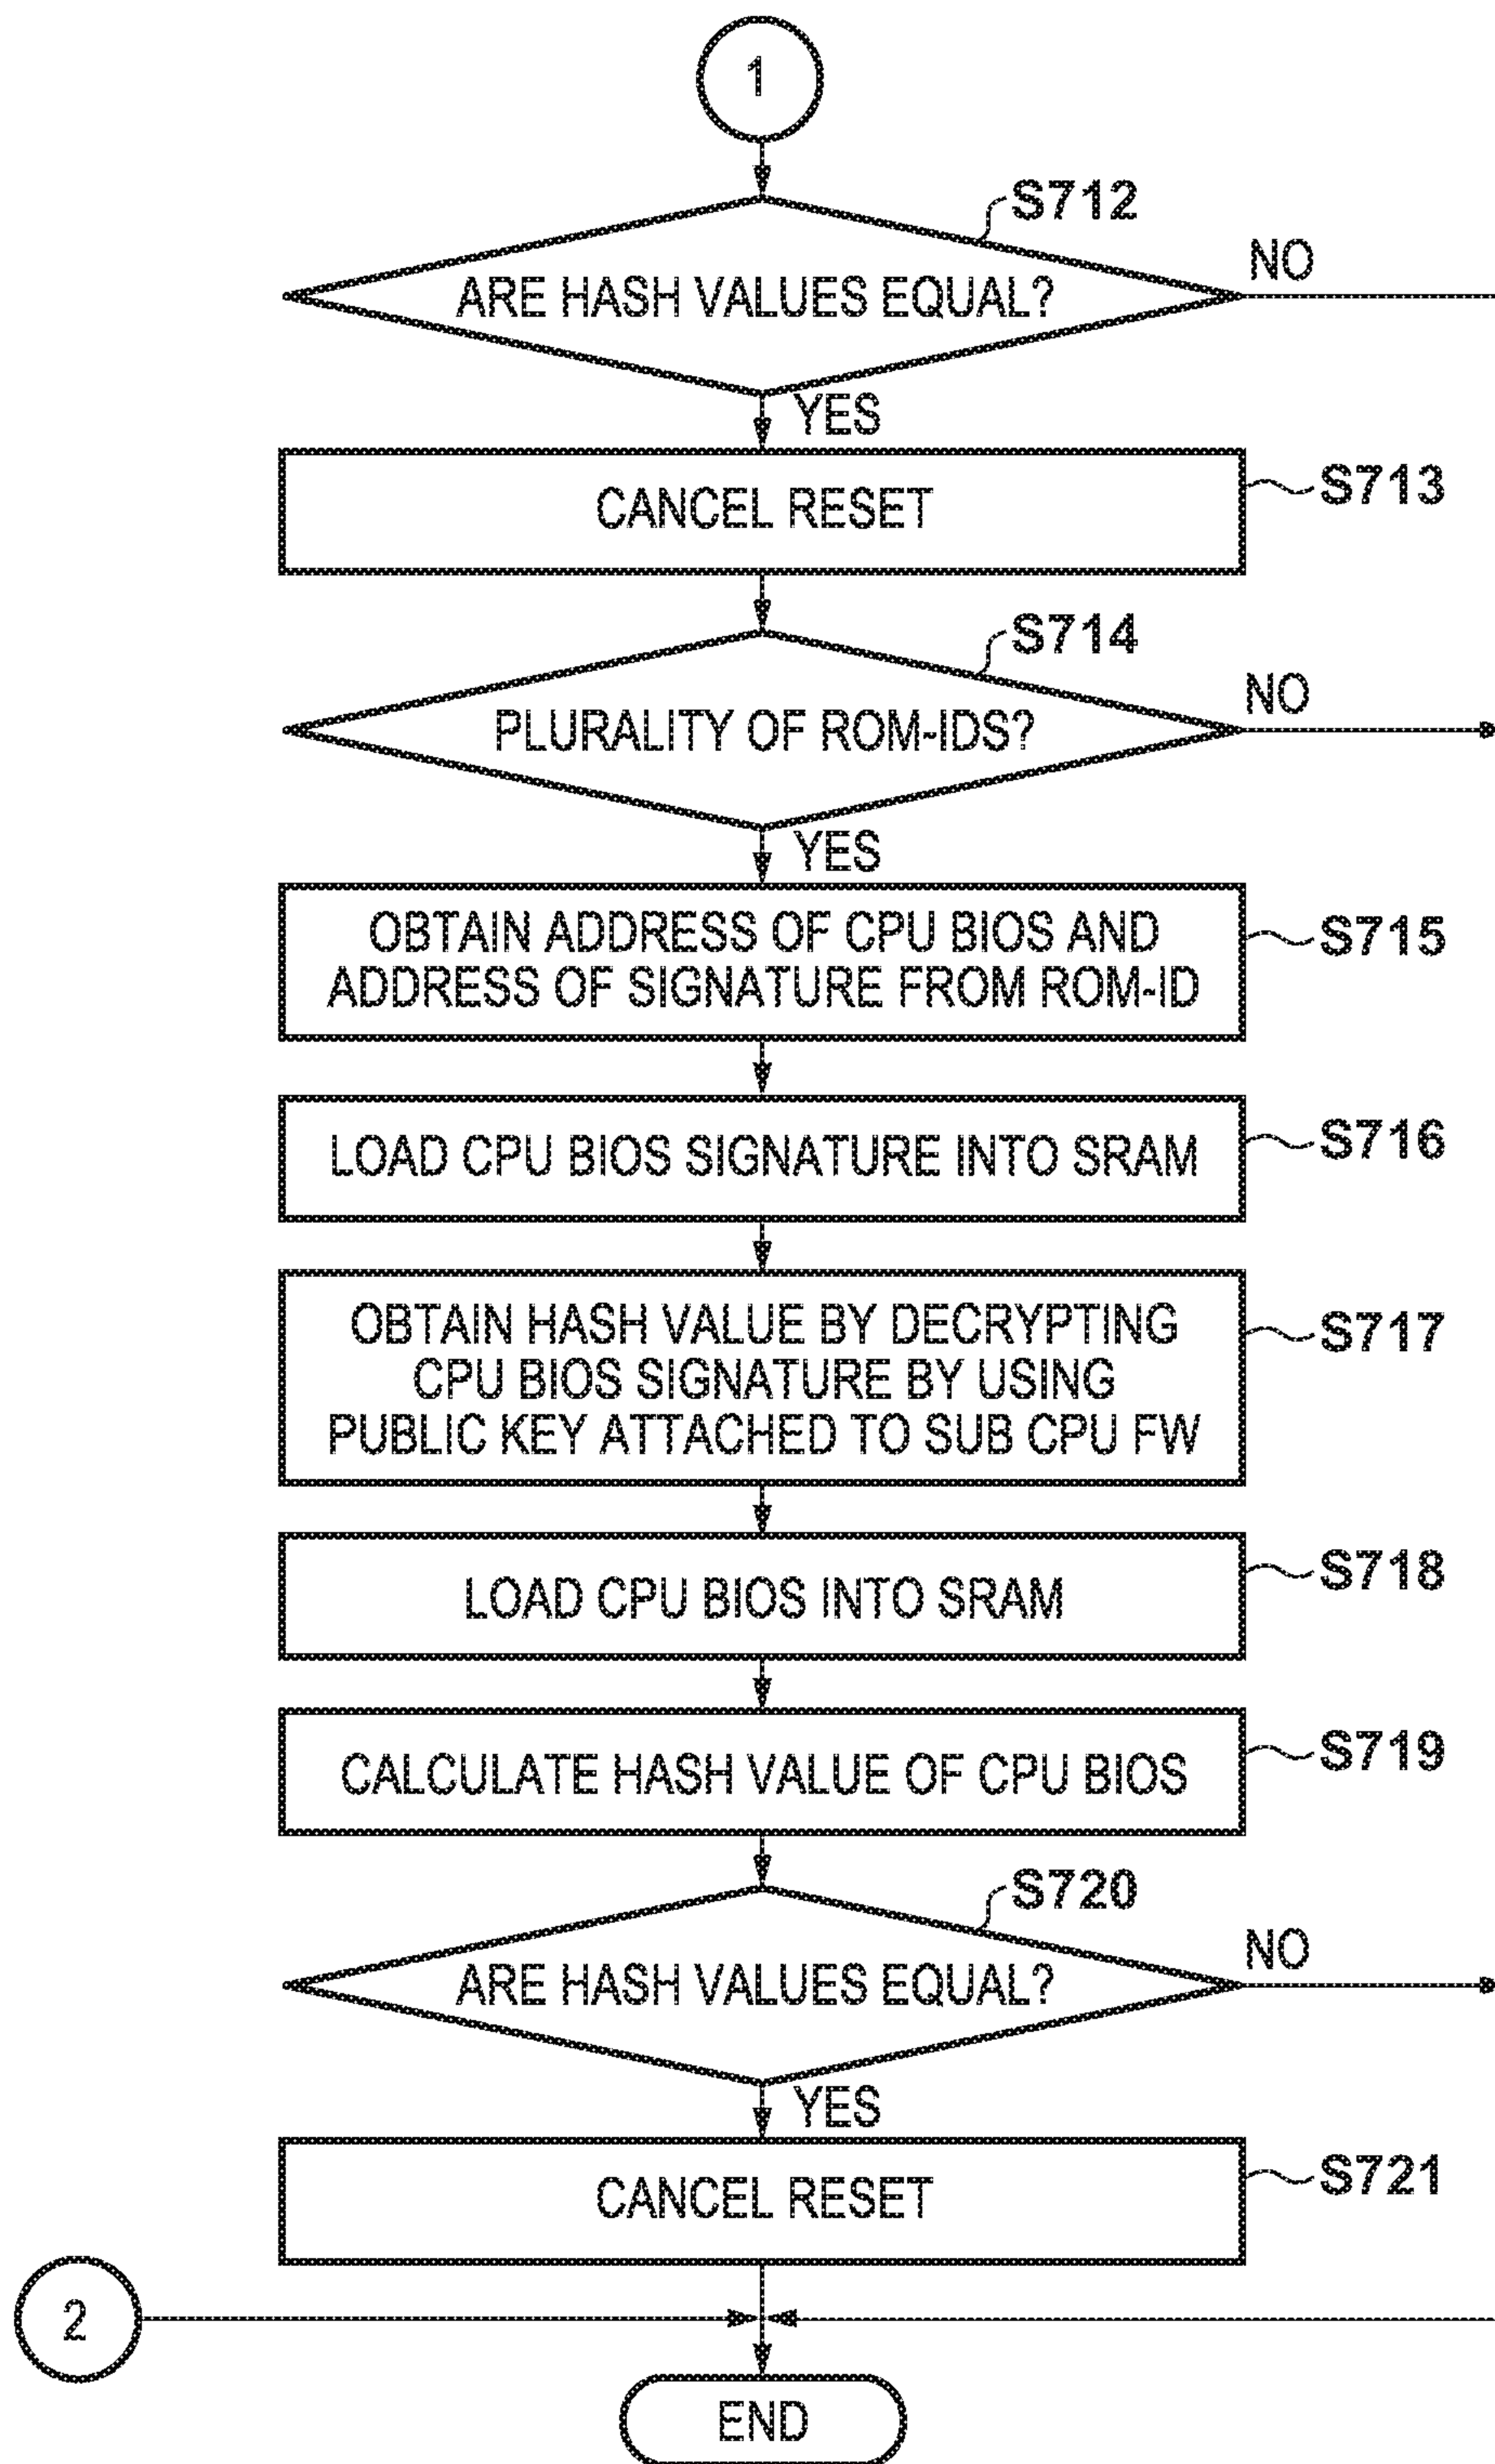 1
S712
ARE HASH VALUES EQUAL?
NO
YES
CANCEL RESET
S713
S714
PLURALITY OF ROM-IDS?
NO
YES
OBTAIN ADDRESS OF CPU BIOS AND
ADDRESS OF SIGNATURE FROM ROM-ID
S715
LOAD CPU BIOS SIGNATURE INTO SRAM
S716
OBTAIN HASH VALUE BY DECRYPTING
CPU BIOS SIGNATURE BY USING
PUBLIC KEY ATTACHED TO SUB CPU FW
S717
LOAD CPU BIOS INTO SRAM
S718
CALCULATE HASH VALUE OF CPU BIOS
S719
S720
ARE HASH VALUES EQUAL?
NO
YES
CANCEL RESET
S721
2
END